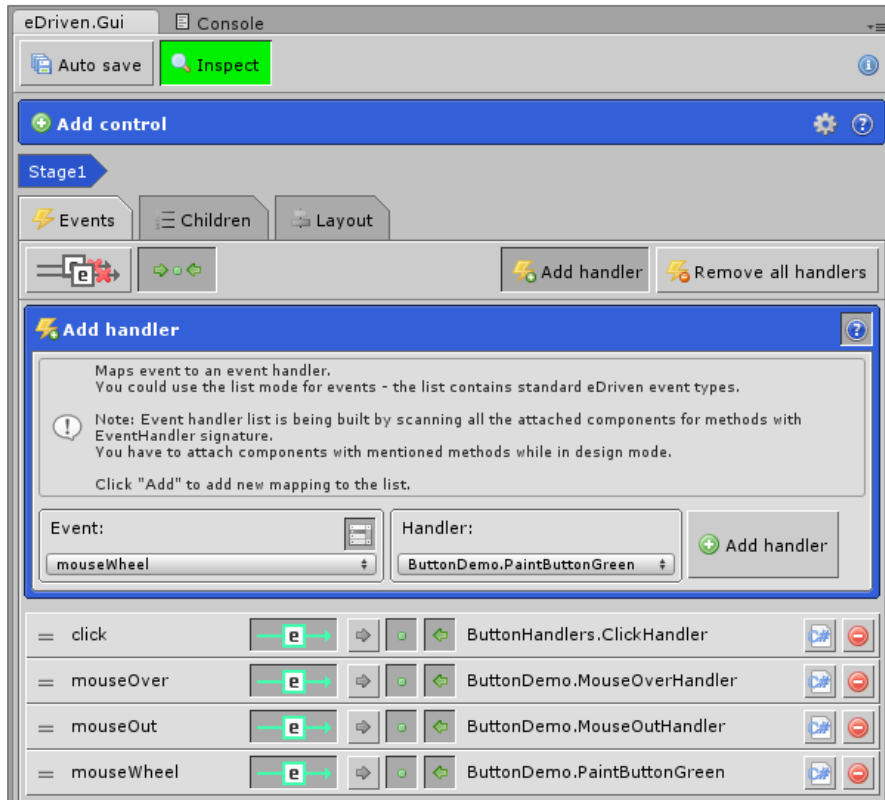 eDriven.Gui Console
Auto save Inspect
Add control
Stage1
Events Children Layout
e Add handler Remove all handlers
Add handler
Maps event to an event handler.
You could use the list mode for events - the list contains standard eDriven event types.
Note: Event handler list is being built by scanning all the attached components for methods with
EventHandler signature.
You have to attach components with mentioned methods while in design mode.
Click "Add" to add new mapping to the list.
Event: Handler:
mouseWheel ButtonDemo.PaintButtonGreen Add handler
click e ButtonHandlers.ClickHandler C#
mouseOver e ButtonDemo.MouseOverHandler C#
mouseOut e ButtonDemo.MouseOutHandler C#
mouseWheel e ButtonDemo.PaintButtonGreen C#